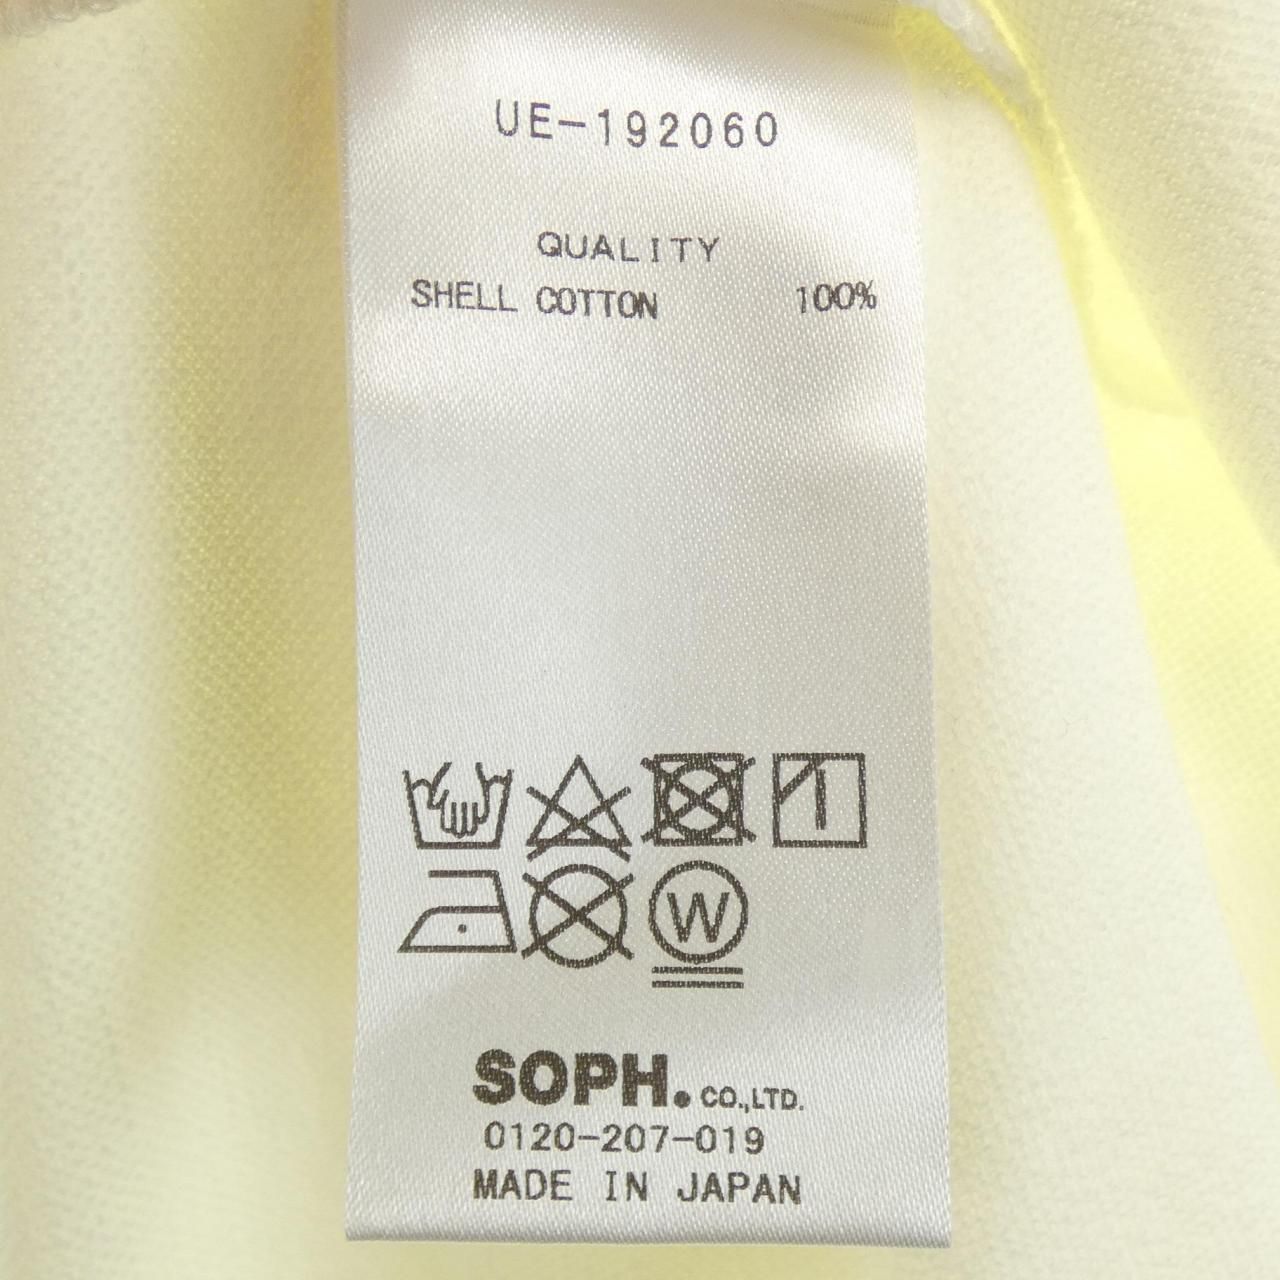 UE-192060
QUALITY
SHELL COTTON 100%
W
SOPH. CO.,LTD.
0120-207-019
MADE IN JAPAN